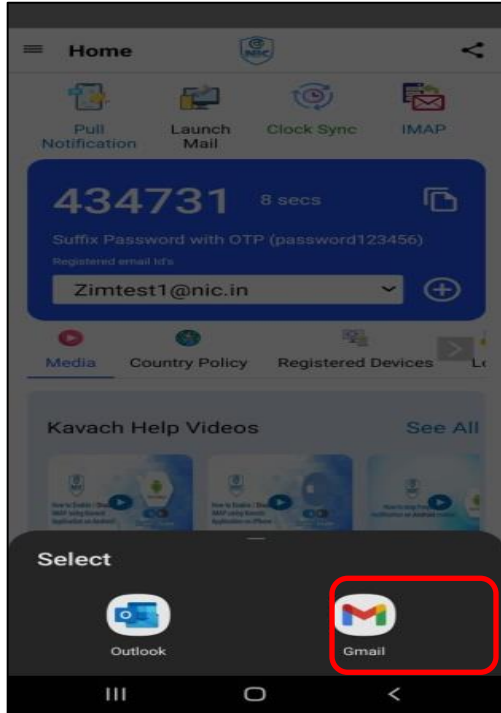 Home
NIC
Pull Notification
Launch Mail
Clock Sync
IMAP
434731 8 secs
Suffix Password with OTP (password123456)
Registered email Id's
Zimtest1@nic.in
Media Country Policy Registered Devices
Kavach Help Videos See All
Select
Outlook
Gmail